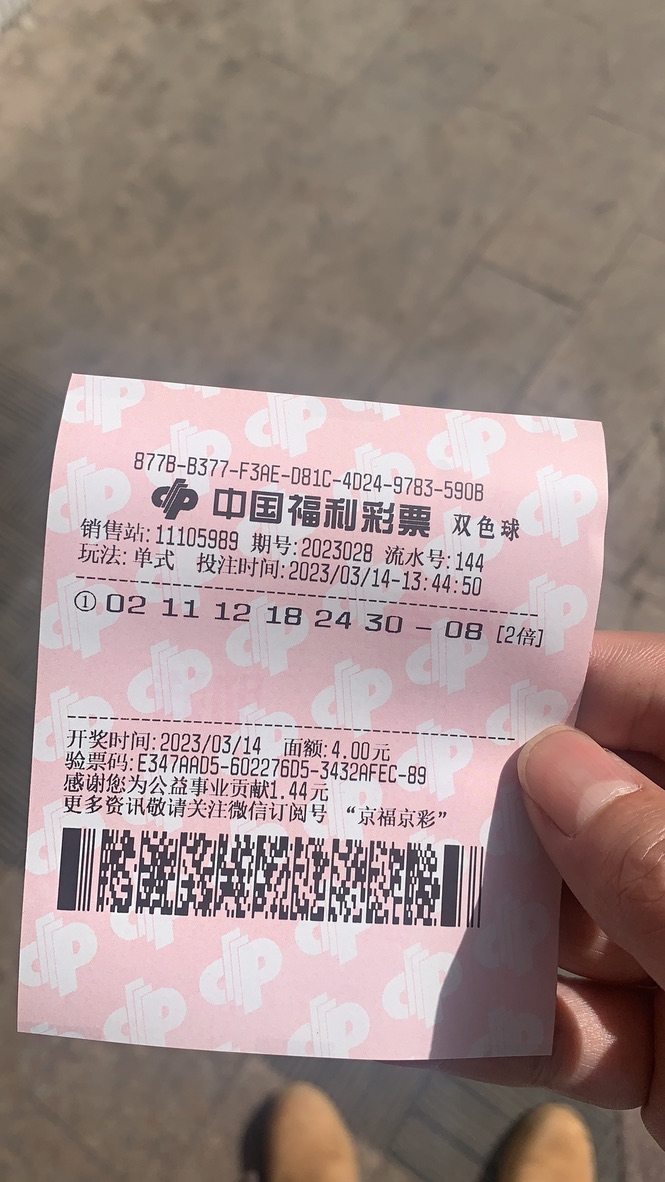 877B-B377-F3AE-D81C-4D24-9783-590B
中国福利彩票 双色球
销售站:11105989 期号:2023028 流水号:144
玩法:单式 投注时间:2023/03/14-13:44:50
① 02 11 12 18 24 30 - 08 [2倍]
开奖时间:2023/03/14 面额:4.00元
验票码:E347AAD5-602276D5-3432AFEC-89
感谢您为公益事业贡献1.44元
更多资讯敬请关注微信订阅号 “京福京彩”